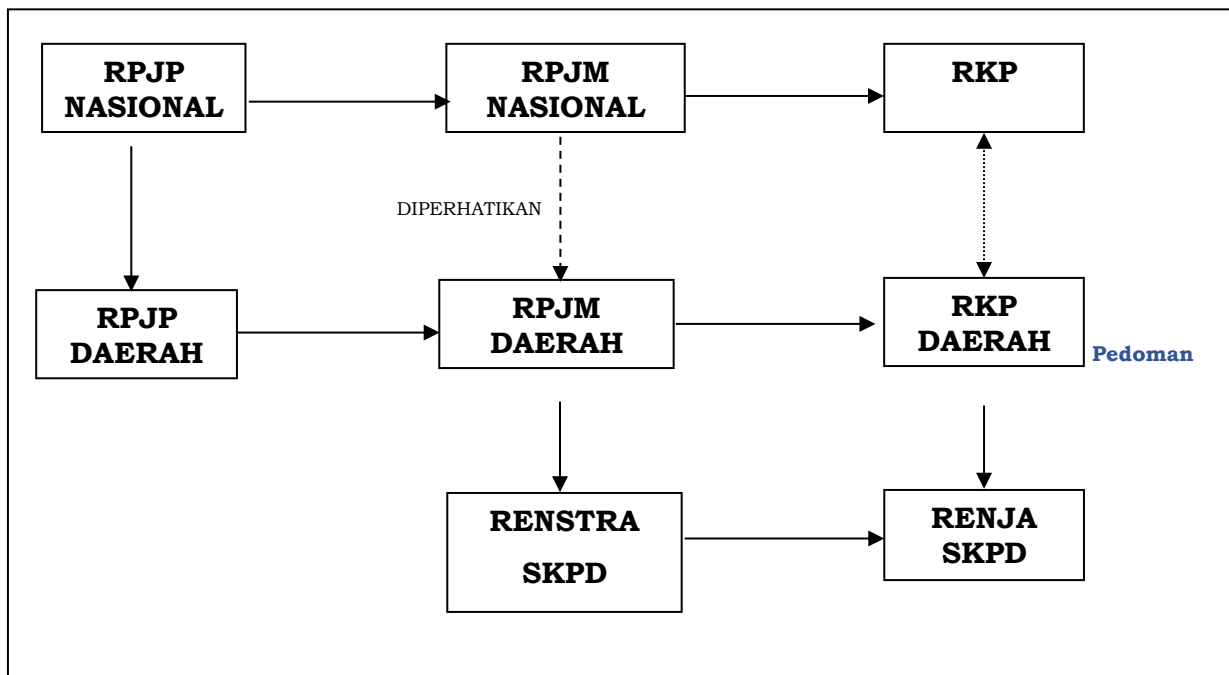 RPJP
NASIONAL
RPJM
NASIONAL
RKP
DIPERHATIKAN
RPJP
DAERAH
RPJM
DAERAH
RKP
DAERAH
Pedoman
RENSTRA
SKPD
RENJA
SKPD